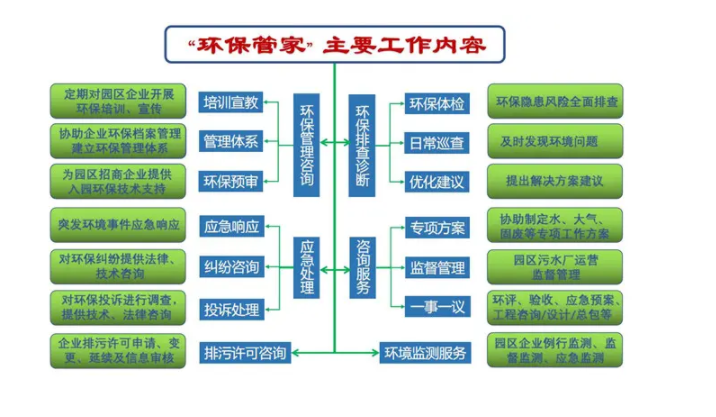 “环保管家” 主要工作内容
定期对园区企业开展
环保培训、宣传
培训宣教
协助企业环保档案管理
建立环保管理体系
管理体系
为园区招商企业提供
入园环保技术支持
环保预审
环保管理咨询
环保排查诊断
环保体检
环保隐患风险全面排查
日常巡查
及时发现环境问题
优化建议
提出解决方案建议
突发环境事件应急响应
应急响应
对环保纠纷提供法律、
技术咨询
纠纷咨询
对环保投诉进行调查，
提供技术、法律咨询
投诉处理
应急处理
咨询服务
专项方案
协助制定水、大气、
固废等专项工作方案
监督管理
园区污水厂运营
监督管理
一事一议
环评、验收、应急预案、
工程咨询/设计/总包等
企业排污许可申请、变
更、延续及信息审核
排污许可咨询
环境监测服务
园区企业例行监测、监
督监测、应急监测